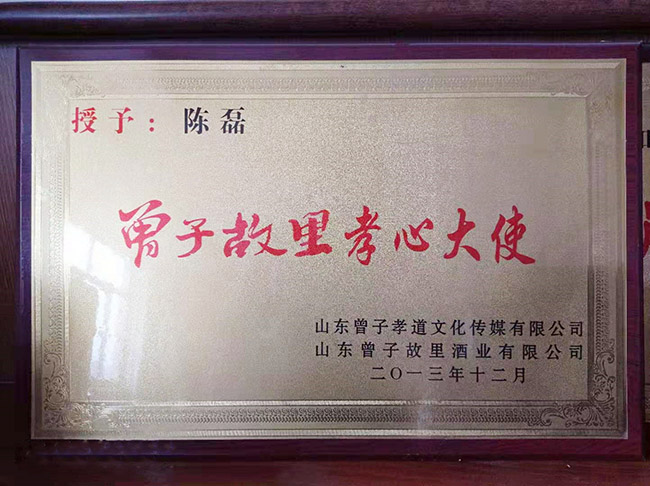 授予：陈磊
曾子故里孝心大使
山东曾子孝道文化传媒有限公司
山东曾子故里酒业有限公司
二〇一三年十二月